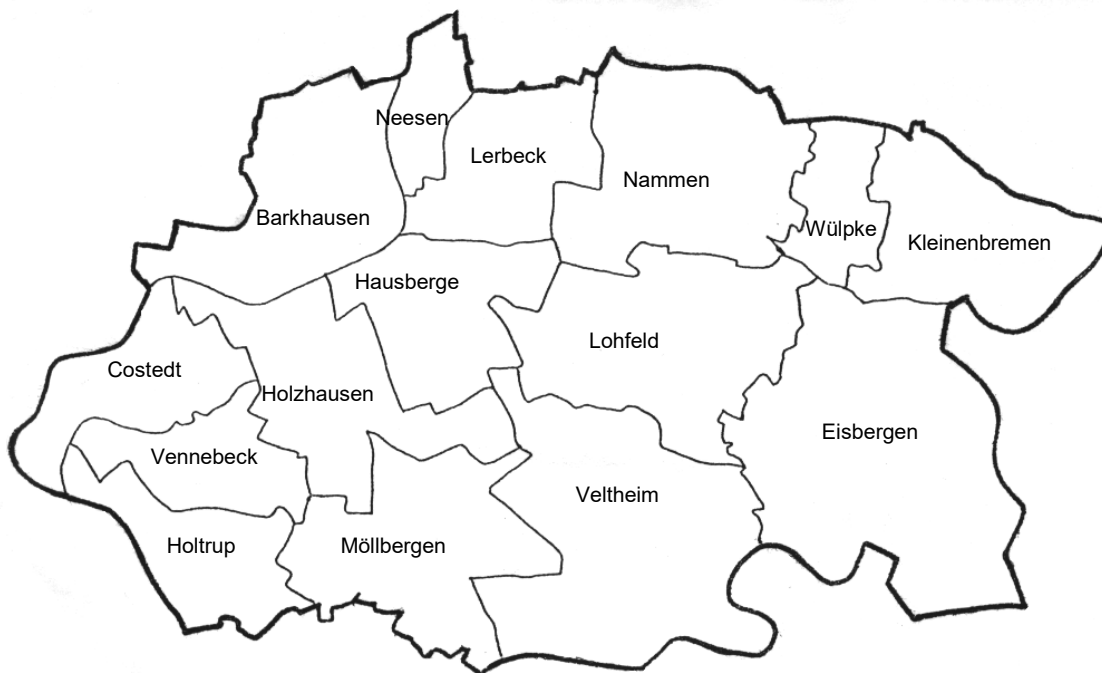 Neesen
Lerbeck
Nammen
Barkhausen
Wülpke
Kleinenbremen
Hausberge
Lohfeld
Costedt
Holzhausen
Eisbergen
Vennebeck
Veltheim
Holtrup
Möllbergen